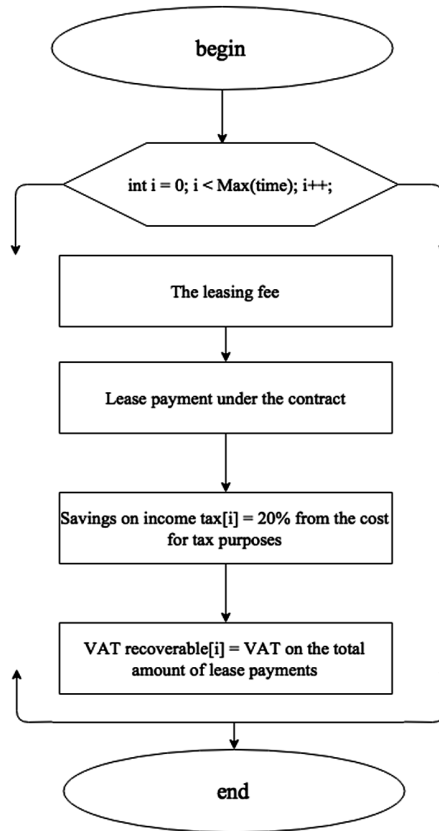 begin
int i = 0; i < Max(time); i++;
The leasing fee
Lease payment under the contract
Savings on income tax[i] = 20% from the cost
for tax purposes
VAT recoverable[i] = VAT on the total
amount of lease payments
end